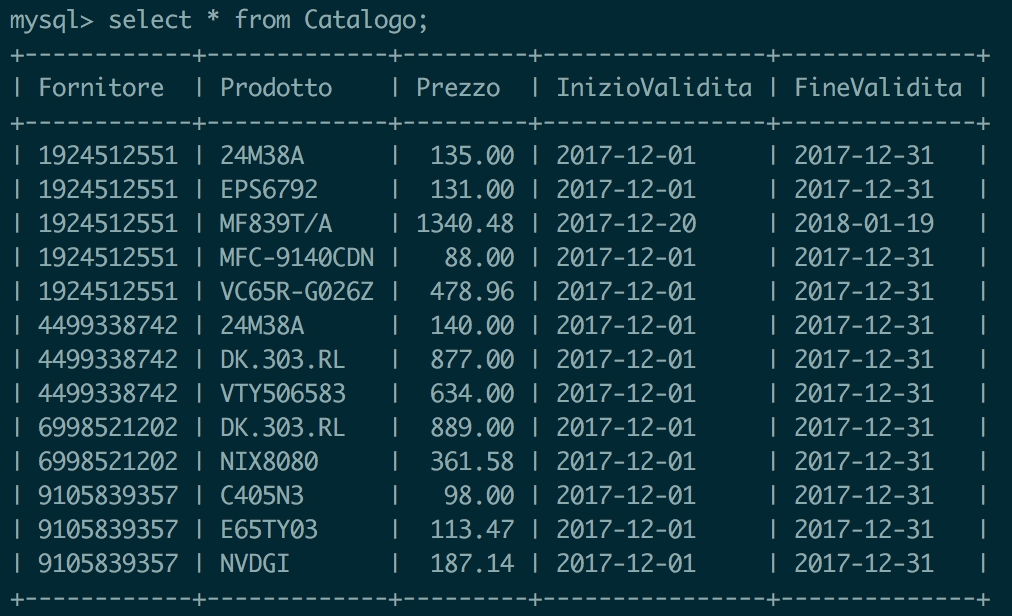 mysql> select * from Catalogo;
+------------+------------+---------+----------------+--------------+
| Fornitore  | Prodotto   | Prezzo  | InizioValidita | FineValidita |
+------------+------------+---------+----------------+--------------+
| 1924512551 | 24M38A     |  135.00 | 2017-12-01     | 2017-12-31   |
| 1924512551 | EPS6792    |  131.00 | 2017-12-01     | 2017-12-31   |
| 1924512551 | MF839T/A   | 1340.48 | 2017-12-20     | 2018-01-19   |
| 1924512551 | MFC-9140CDN |   88.00 | 2017-12-01     | 2017-12-31   |
| 1924512551 | VC65R-G026Z | 478.96 | 2017-12-01     | 2017-12-31   |
| 4499338742 | 24M38A     |  140.00 | 2017-12-01     | 2017-12-31   |
| 4499338742 | DK.303.RL  |  877.00 | 2017-12-01     | 2017-12-31   |
| 4499338742 | VTY506583  |  634.00 | 2017-12-01     | 2017-12-31   |
| 6998521202 | DK.303.RL  |  889.00 | 2017-12-01     | 2017-12-31   |
| 6998521202 | NIX8080    |  361.58 | 2017-12-01     | 2017-12-31   |
| 9105839357 | C405N3     |   98.00 | 2017-12-01     | 2017-12-31   |
| 9105839357 | E65TY03    |  113.47 | 2017-12-01     | 2017-12-31   |
| 9105839357 | NVDGI      |  187.14 | 2017-12-01     | 2017-12-31   |
+------------+------------+---------+----------------+--------------+